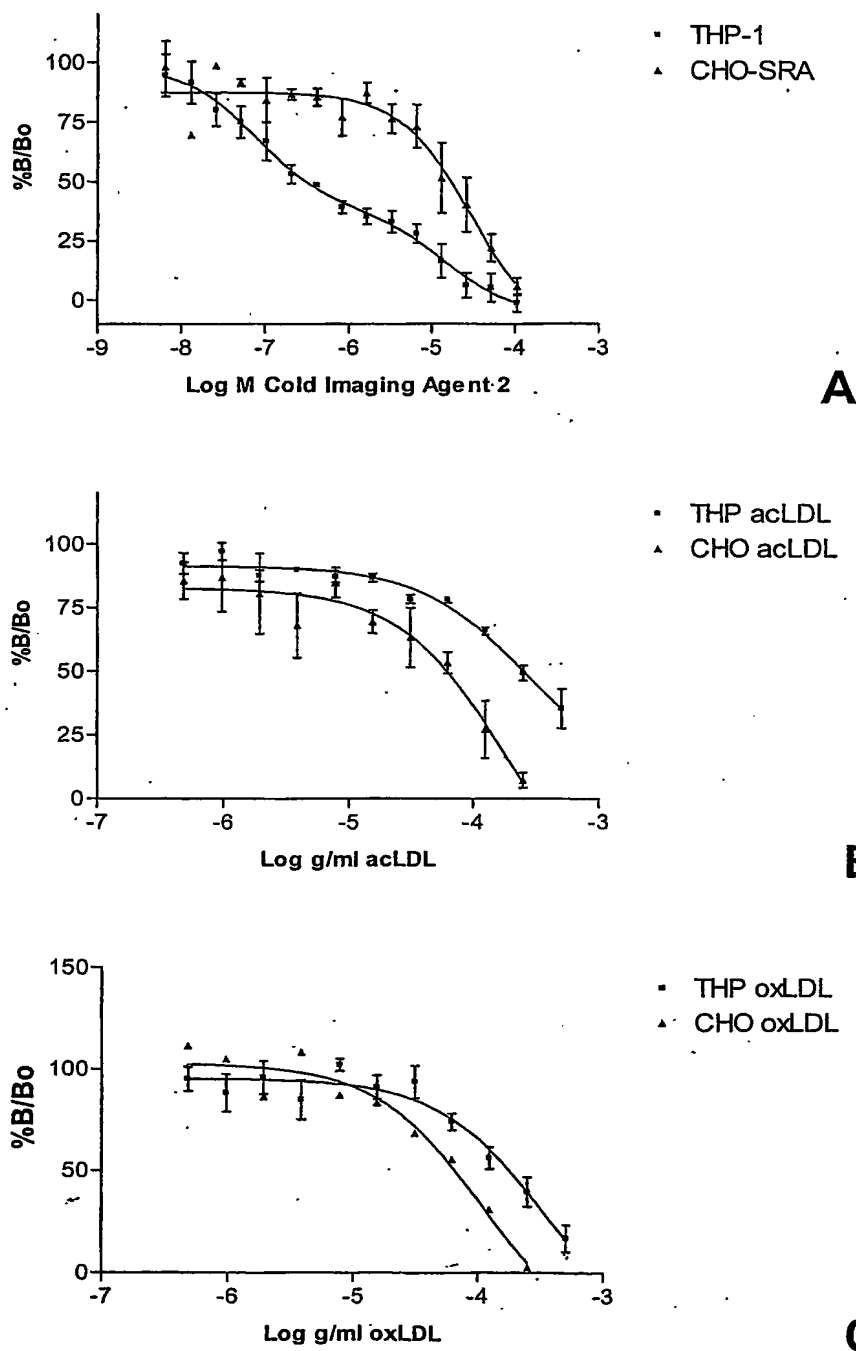 THP-1
CHO-SRA
%B/Bo
100
75
50
25
0
-9 -8 -7 -6 -5 -4 -3
Log M Cold Imaging Agent 2
A
THP acLDL
CHO acLDL
%B/Bo
100
75
50
25
0
-7 -6 -5 -4 -3
Log g/ml acLDL
THP oxLDL
CHO oxLDL
%B/Bo
150
100
50
0
-7 -6 -5 -4 -3
Log g/ml oxLDL